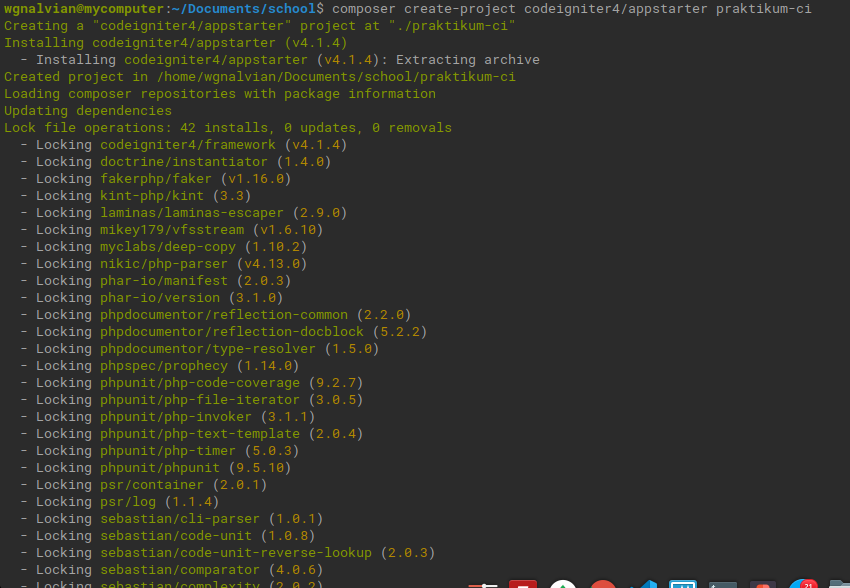 wgnalvian@mycomputer:~/Documents/school$ composer create-project codeigniter4/appstarter praktikum-ci
Creating a "codeigniter4/appstarter" project at "./praktikum-ci"
Installing codeigniter4/appstarter (v4.1.4)
  - Installing codeigniter4/appstarter (v4.1.4): Extracting archive
Created project in /home/wgnalvian/Documents/school/praktikum-ci
Loading composer repositories with package information
Updating dependencies
Lock file operations: 42 installs, 0 updates, 0 removals
  - Locking codeigniter4/framework (v4.1.4)
  - Locking doctrine/instantiator (1.4.0)
  - Locking fakerphp/faker (v1.16.0)
  - Locking kint-php/kint (3.3)
  - Locking laminas/laminas-escaper (2.9.0)
  - Locking mikey179/vfsstream (v1.6.10)
  - Locking myclabs/deep-copy (1.10.2)
  - Locking nikic/php-parser (v4.13.0)
  - Locking phar-io/manifest (2.0.3)
  - Locking phar-io/version (3.1.0)
  - Locking phpdocumentor/reflection-common (2.2.0)
  - Locking phpdocumentor/reflection-docblock (5.2.2)
  - Locking phpdocumentor/type-resolver (1.5.0)
  - Locking phpspec/prophecy (1.14.0)
  - Locking phpunit/php-code-coverage (9.2.7)
  - Locking phpunit/php-file-iterator (3.0.5)
  - Locking phpunit/php-invoker (3.1.1)
  - Locking phpunit/php-text-template (2.0.4)
  - Locking phpunit/php-timer (5.0.3)
  - Locking phpunit/phpunit (9.5.10)
  - Locking psr/container (2.0.1)
  - Locking psr/log (1.1.4)
  - Locking sebastian/cli-parser (1.0.1)
  - Locking sebastian/code-unit (1.0.8)
  - Locking sebastian/code-unit-reverse-lookup (2.0.3)
  - Locking sebastian/comparator (4.0.6)
  - Locking sebastian/complexity (2.0.2)
21